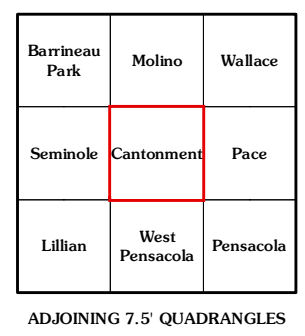 Barrineau
Park
Molino
Wallace
Seminole
Cantonment
Pace
Lillian
West
Pensacola
Pensacola
ADJOINING 7.5' QUADRANGLES